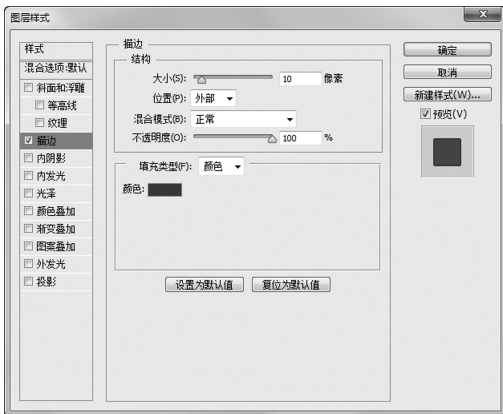 图层样式
样式
混合选项:默认
斜面和浮雕
等高线
纹理
描边
内阴影
内发光
光泽
颜色叠加
渐变叠加
图案叠加
外发光
投影
描边
结构
大小(S): 10 像素
位置(P): 外部
混合模式(B): 正常
不透明度(O): 100 %
填充类型(F): 颜色
颜色:
设置为默认值 复位为默认值
确定
取消
新建样式(W)...
预览(V)